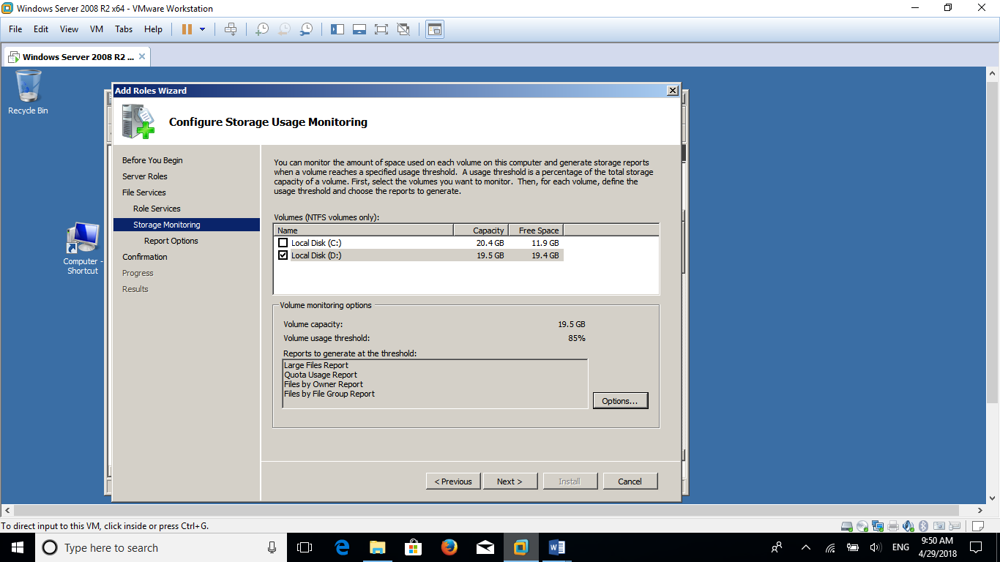 Windows Server 2008 R2 x64 - VMware Workstation
File Edit View VM Tabs Help
Windows Server 2008 R2 ...
Recycle Bin
Computer -
Shortcut
Add Roles Wizard
Configure Storage Usage Monitoring
Before You Begin
Server Roles
File Services
Role Services
Storage Monitoring
Report Options
Confirmation
Progress
Results
You can monitor the amount of space used on each volume on this computer and generate storage reports
when a volume reaches a specified usage threshold. A usage threshold is a percentage of the total storage
capacity of a volume. First, select the volumes you want to monitor. Then, for each volume, define the
usage threshold and choose the reports to generate.
Volumes (NTFS volumes only):
Name Capacity Free Space
Local Disk (C:) 20.4 GB 11.9 GB
Local Disk (D:) 19.5 GB 19.4 GB
Volume monitoring options
Volume capacity: 19.5 GB
Volume usage threshold: 85%
Reports to generate at the threshold:
Large Files Report
Quota Usage Report
Files by Owner Report
Files by File Group Report
Options...
< Previous Next > Install Cancel
To direct input to this VM, click inside or press Ctrl+G.
Type here to search
ENG
9:50 AM
4/29/2018